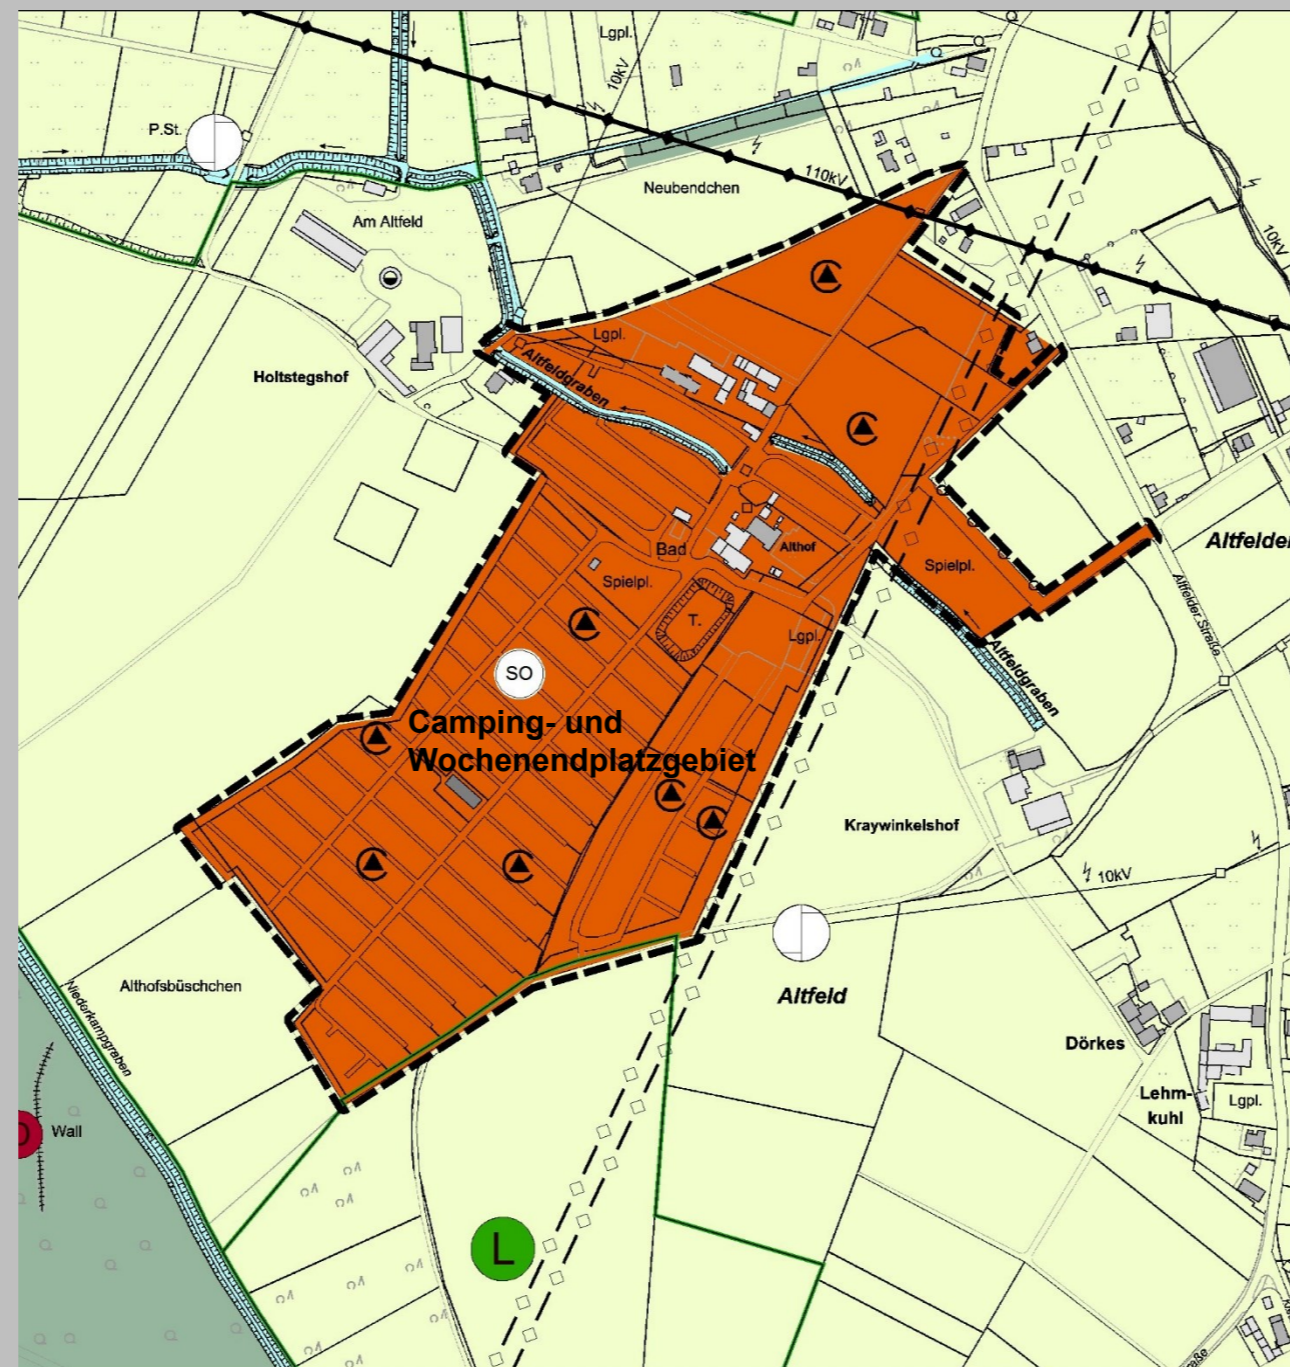 Lgpl.
10kV
P.St.
110kV
Neubendchen
Am Altfeld
10kV
Lgpl.
Altfeldgraben
Holtstegshof
Altfelder
Bad
Althof
Spielpl.
Spielpl.
T.
Lgpl.
Altfelder Straße
Altfeldgraben
SO
Camping- und
Wochenendplatzgebiet
Kraywinkelshof
10kV
Althofsbüschchen
Niederkampgraben
Altfeld
Dörkes
Lehm-
kuhl
Lgpl.
Wall
L